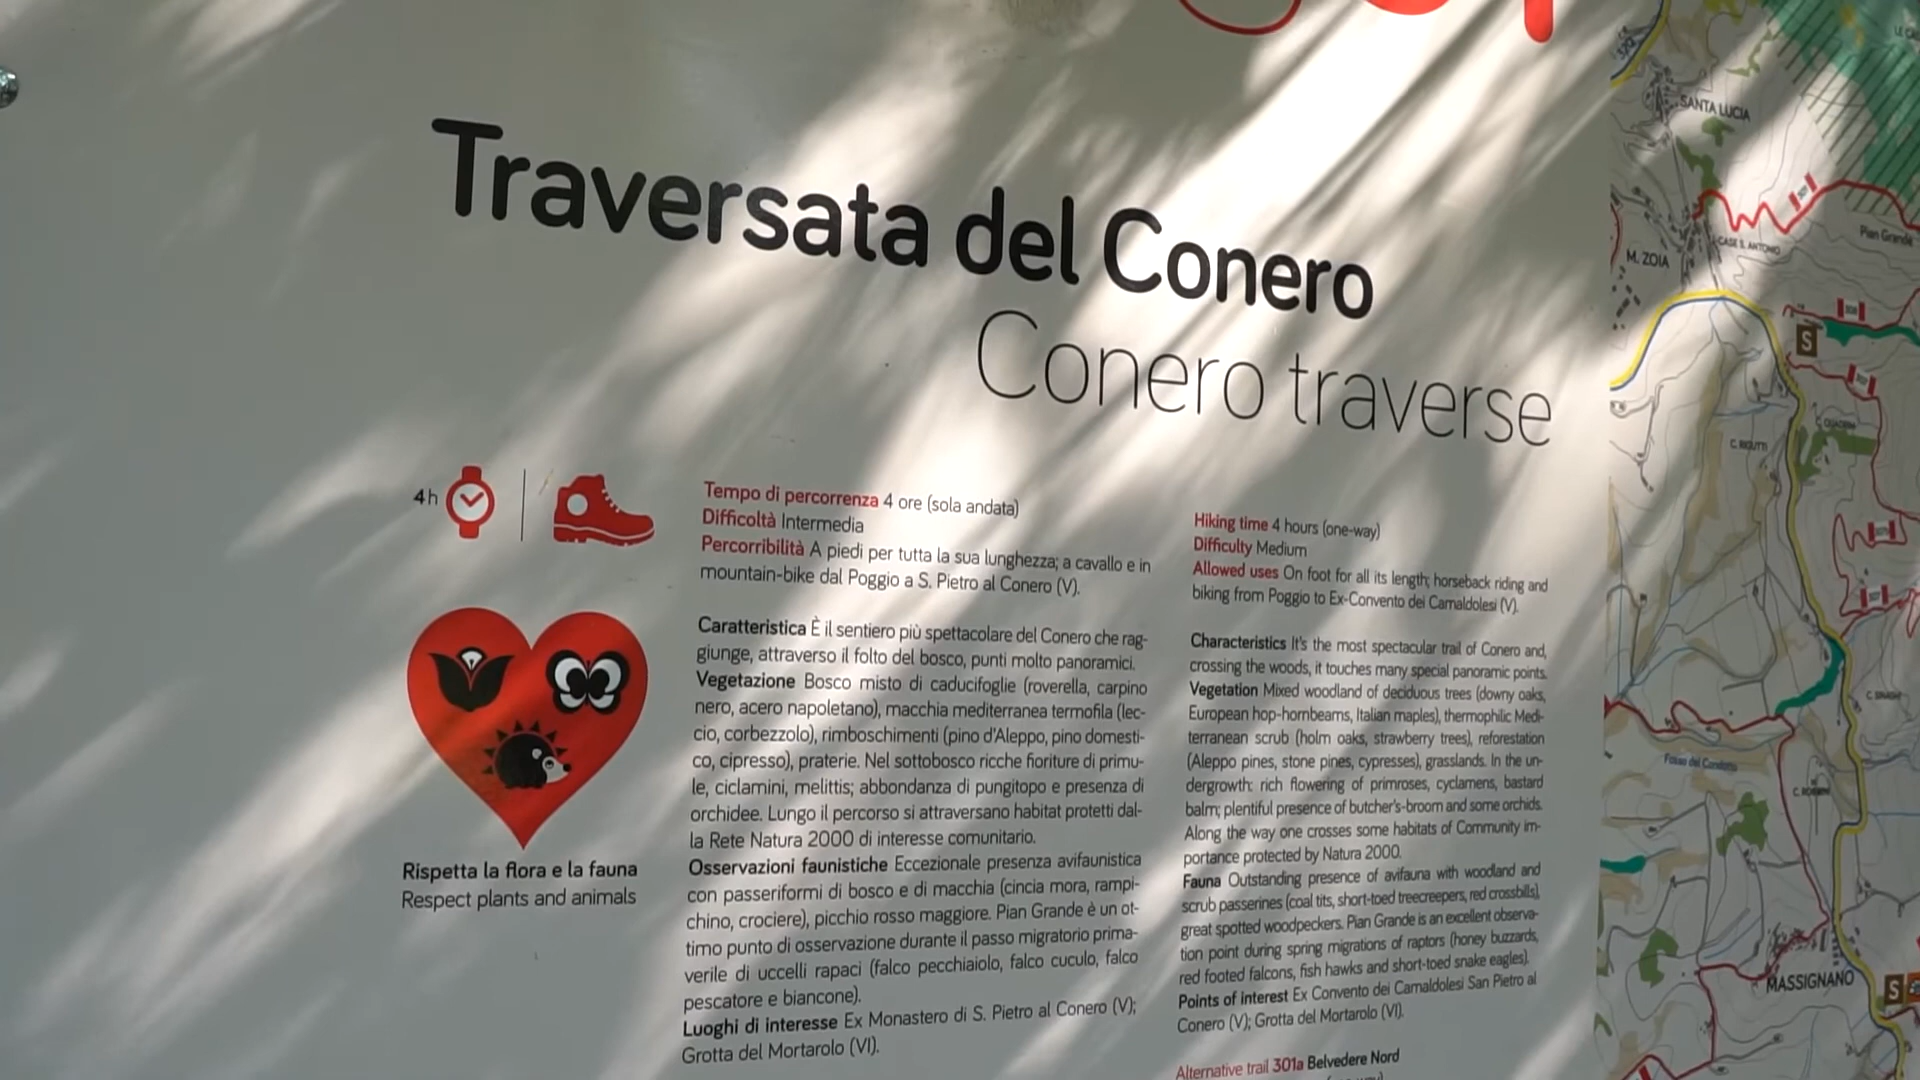 Traversata del Conero
Conero traverse
4h
Tempo di percorrenza 4 ore (sola andata)
Difficoltà Intermedia
Percorribilità A piedi per tutta la sua lunghezza; a cavallo e in
mountain-bike dal Poggio a S. Pietro al Conero (V).
Caratteristica È il sentiero più spettacolare del Conero che rag-
giunge, attraverso il folto del bosco, punti molto panoramici.
Vegetazione Bosco misto di caducifoglie (roverella, carpino
nero, acero napoletano), macchia mediterranea termofila (lec-
cio, corbezzolo), rimboschimenti (pino d'Aleppo, pino domesti-
co, cipresso), praterie. Nel sottobosco ricche fioriture di primu-
le, ciclamini, melittis; abbondanza di pungitopo e presenza di
orchidee. Lungo il percorso si attraversano habitat protetti dal-
la Rete Natura 2000 di interesse comunitario.
Osservazioni faunistiche Eccezionale presenza avifaunistica
con passeriformi di bosco e di macchia (cincia mora, rampi-
chino, crociere), picchio rosso maggiore. Pian Grande è un ot-
timo punto di osservazione durante il passo migratorio prima-
verile di uccelli rapaci (falco pecchiaiolo, falco cuculo, falco
pescatore e biancone).
Luoghi di interesse Ex Monastero di S. Pietro al Conero (V);
Grotta del Mortarolo (VI).
Hiking time 4 hours (one-way)
Difficulty Medium
Allowed uses On foot for all its length; horseback riding and
biking from Poggio to Ex-Convento dei Camaldolesi (V).
Characteristics It's the most spectacular trail of Conero and,
crossing the woods, it touches many special panoramic points.
Vegetation Mixed woodland of deciduous trees (downy oaks,
European hop-hornbeams, Italian maples), thermophilic Medi-
terranean scrub (holm oaks, strawberry trees), reforestation
(Aleppo pines, stone pines, cypresses), grasslands. In the un-
dergrowth: rich flowering of primroses, cyclamens, bastard
balm; plentiful presence of butcher's-broom and some orchids.
Along the way one crosses some habitats of Community im-
portance protected by Natura 2000.
Fauna Outstanding presence of avifauna with woodland and
scrub passerines (coal tits, short-toed treecreepers, red crossbills),
great spotted woodpeckers. Pian Grande is an excellent observa-
tion point during spring migrations of raptors (honey buzzards,
red footed falcons, fish hawks and short-toed snake eagles).
Points of interest Ex Convento dei Camaldolesi San Pietro al
Conero (V); Grotta del Mortarolo (VI).
Alternative trail 301a Belvedere Nord
Rispetta la flora e la fauna
Respect plants and animals
SANTA LUCIA
CASE S. ANTONIO
Pian Grande
M. ZOIA
S
MASSIGNANO
S